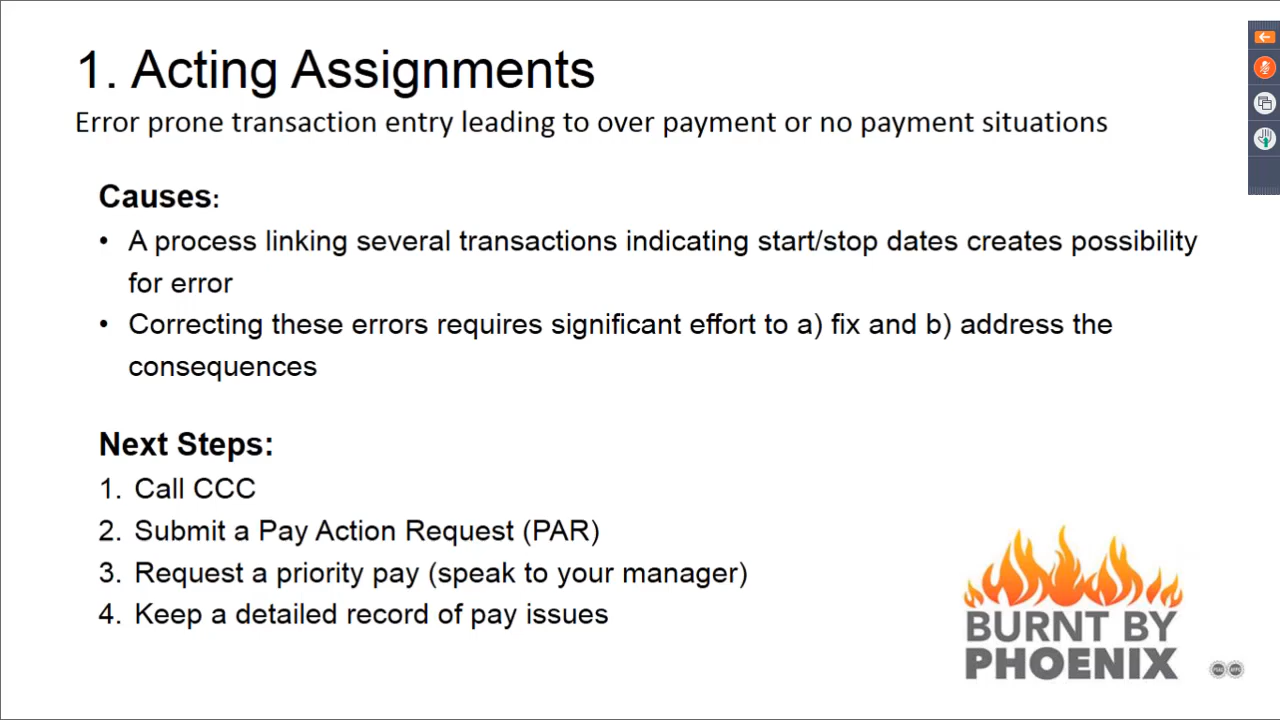 1. Acting Assignments
Error prone transaction entry leading to over payment or no payment situations
Causes:
• A process linking several transactions indicating start/stop dates creates possibility
for error
• Correcting these errors requires significant effort to a) fix and b) address the
consequences
Next Steps:
1. Call CCC
2. Submit a Pay Action Request (PAR)
3. Request a priority pay (speak to your manager)
4. Keep a detailed record of pay issues
BURNT BY
PHOENIX